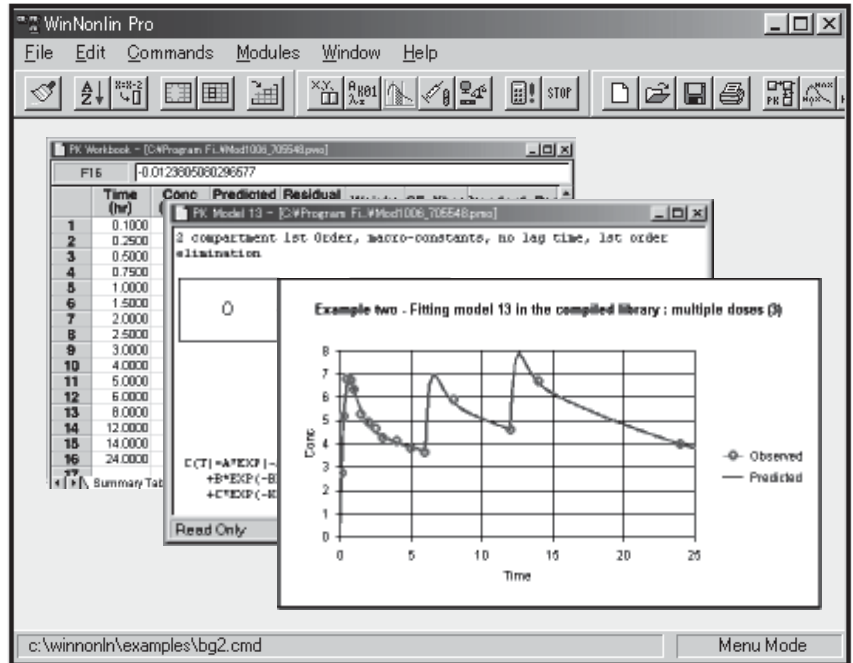 WinNonlin Pro
File Edit Commands Modules Window Help
STOP
PK Workbook - [C:¥Program Fi..¥Mod1006_705548.pwo]
F16 -0.0123805080296577
Time Conc Predicted Residual
(hr)
1 0.1000
2 0.2500
3 0.5000
4 0.7500
5 1.0000
6 1.5000
7 2.0000
8 2.5000
9 3.0000
10 4.0000
11 5.0000
12 6.0000
13 8.0000
14 12.0000
15 14.0000
16 24.0000
17
Summary Tab
PK Model 13 - [C:¥Program Fi..¥Mod1006_705548.pmo]
2 compartment 1st Order, macro-constants, no lag time, 1st order
elimination
C(T)=A*EXP(-
+B*EXP(-B
+C*EXP(-K
Read Only
Example two - Fitting model 13 in the compiled library : multiple doses (3)
Conc
8
7
6
5
4
3
2
1
0
0 5 10 15 20 25
Time
Observed
Predicted
c:\winnonln\examples\bg2.cmd
Menu Mode